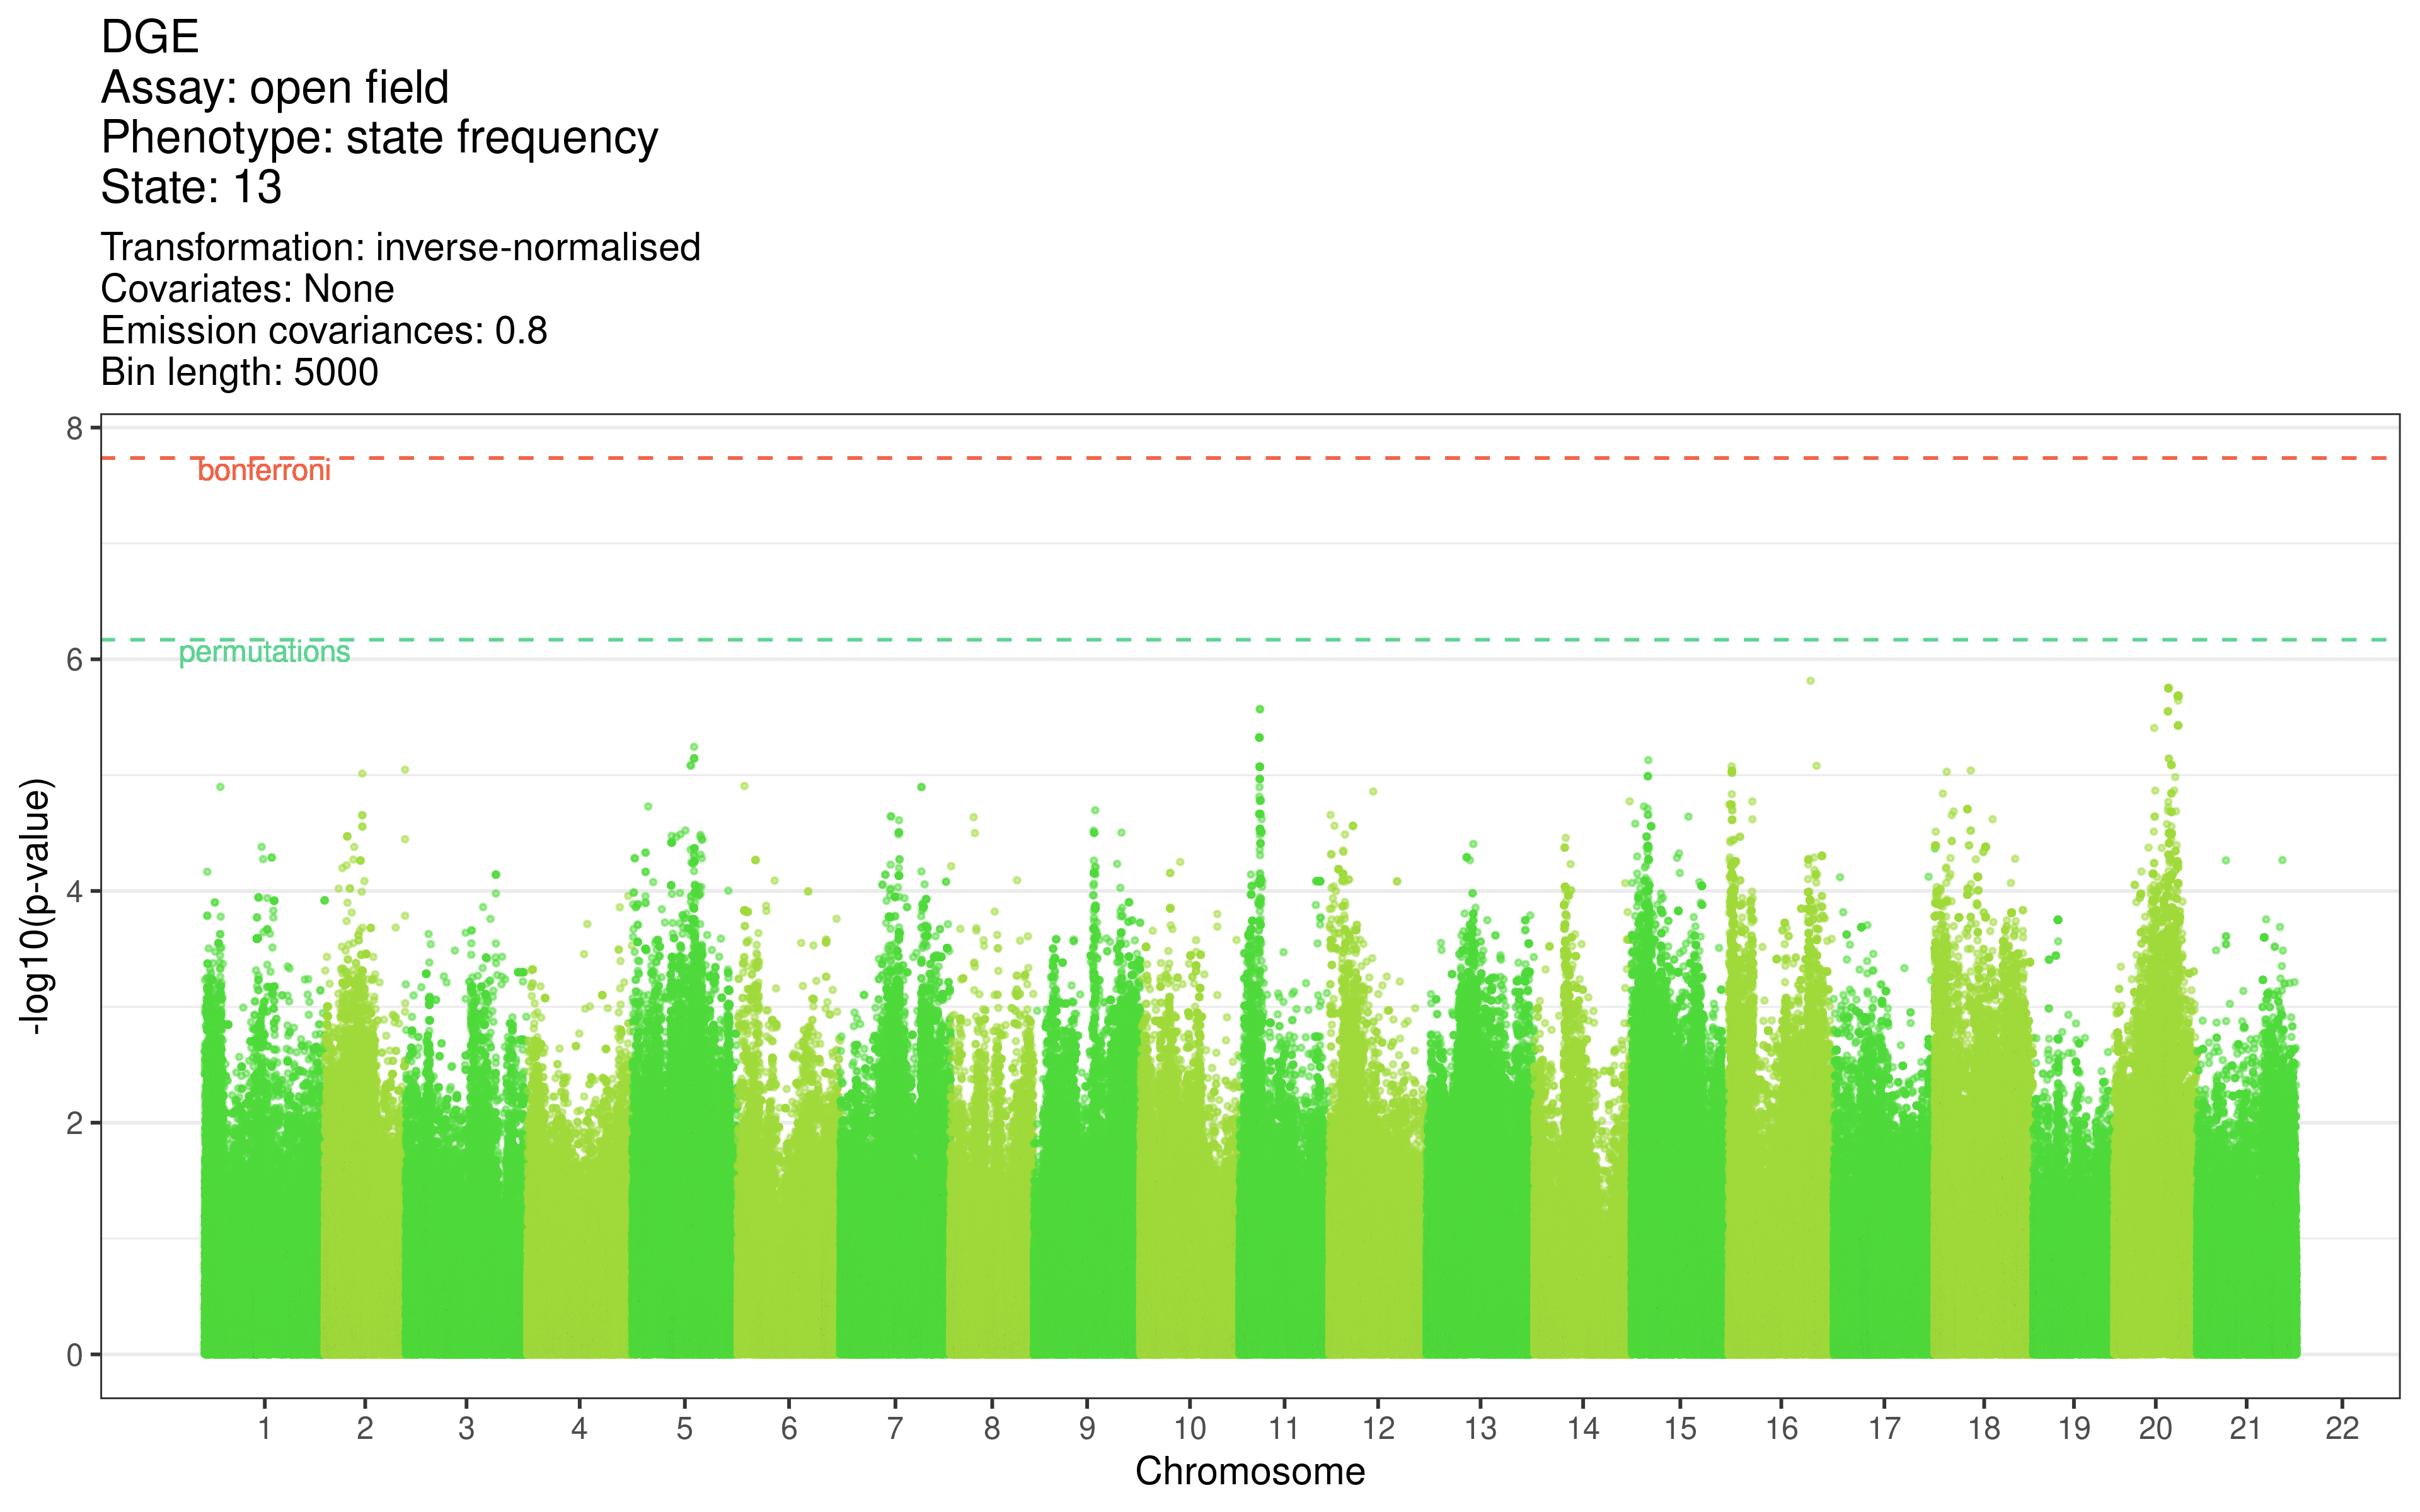 DGE
Assay: open field
Phenotype: state frequency
State: 13
Transformation: inverse-normalised
Covariates: None
Emission covariances: 0.8
Bin length: 5000
8
bonferroni
permutations
6
4
2
0
-log10(p-value)
1 2 3 4 5 6 7 8 9 10 11 12 13 14 15 16 17 18 19 20 21 22
Chromosome